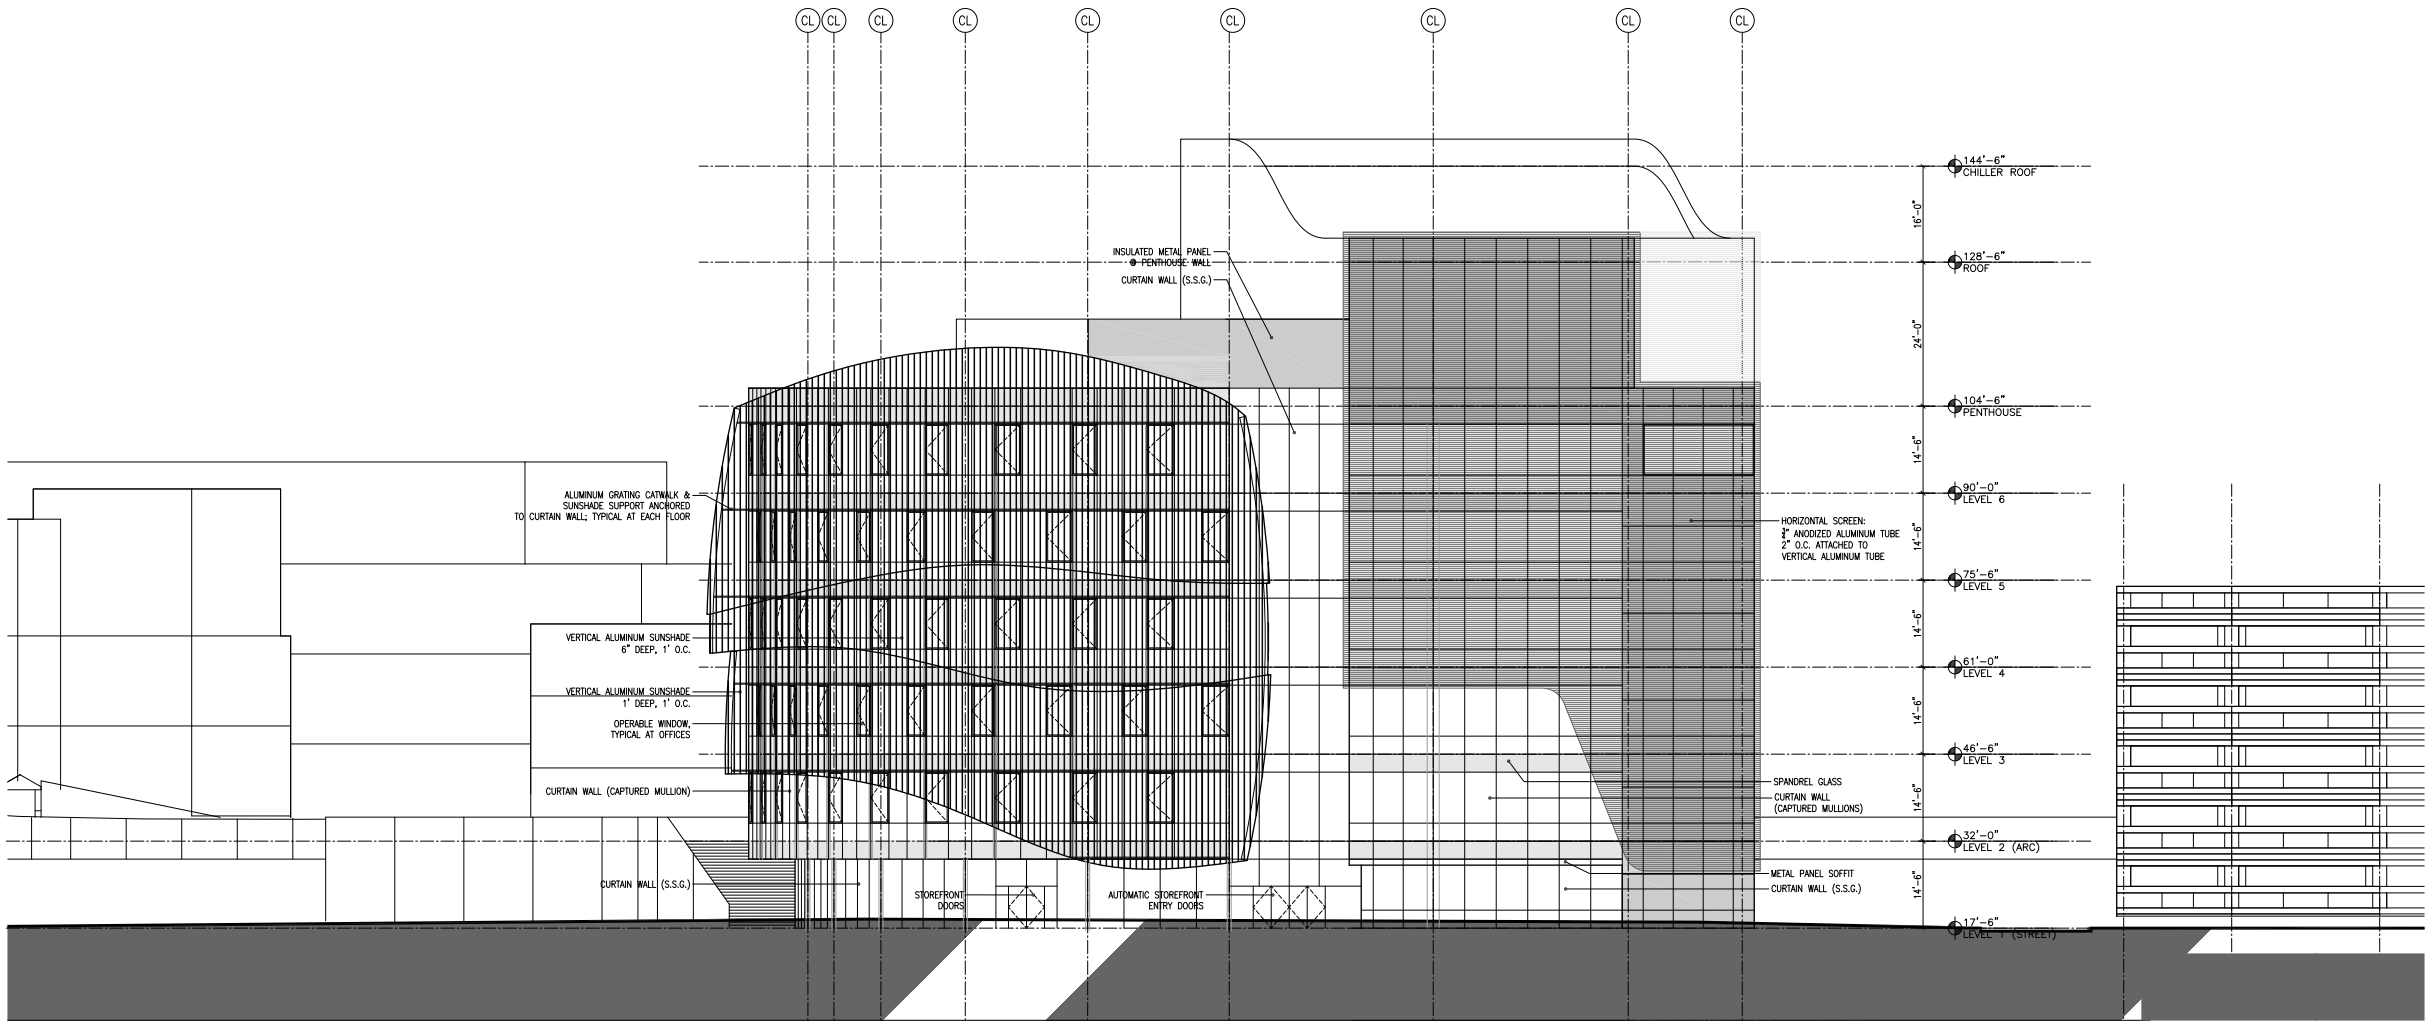 CL CL CL CL CL CL CL CL CL
144'-6"
CHILLER ROOF
16'-0"
INSULATED METAL PANEL
@ PENTHOUSE WALL
128'-6"
ROOF
CURTAIN WALL (S.S.G.)
24'-0"
104'-6"
PENTHOUSE
14'-6"
ALUMINUM GRATING CATWALK &
SUNSHADE SUPPORT ANCHORED
TO CURTAIN WALL; TYPICAL AT EACH FLOOR
90'-0"
LEVEL 6
HORIZONTAL SCREEN:
ANODIZED ALUMINUM TUBE
2" O.C. ATTACHED TO
VERTICAL ALUMINUM TUBE
14'-6"
75'-6"
LEVEL 5
14'-6"
VERTICAL ALUMINUM SUNSHADE
6" DEEP, 1' O.C.
61'-0"
LEVEL 4
VERTICAL ALUMINUM SUNSHADE
1' DEEP, 1' O.C.
14'-6"
OPERABLE WINDOW,
TYPICAL AT OFFICES
46'-6"
LEVEL 3
SPANDREL GLASS
CURTAIN WALL (CAPTURED MULLION)
CURTAIN WALL
(CAPTURED MULLIONS)
14'-6"
32'-0"
LEVEL 2 (ARC)
METAL PANEL SOFFIT
CURTAIN WALL (S.S.G.)
CURTAIN WALL (S.S.G.)
14'-6"
STOREFRONT
DOORS
AUTOMATIC STOREFRONT
ENTRY DOORS
17'-6"
LEVEL 1 (STREET)